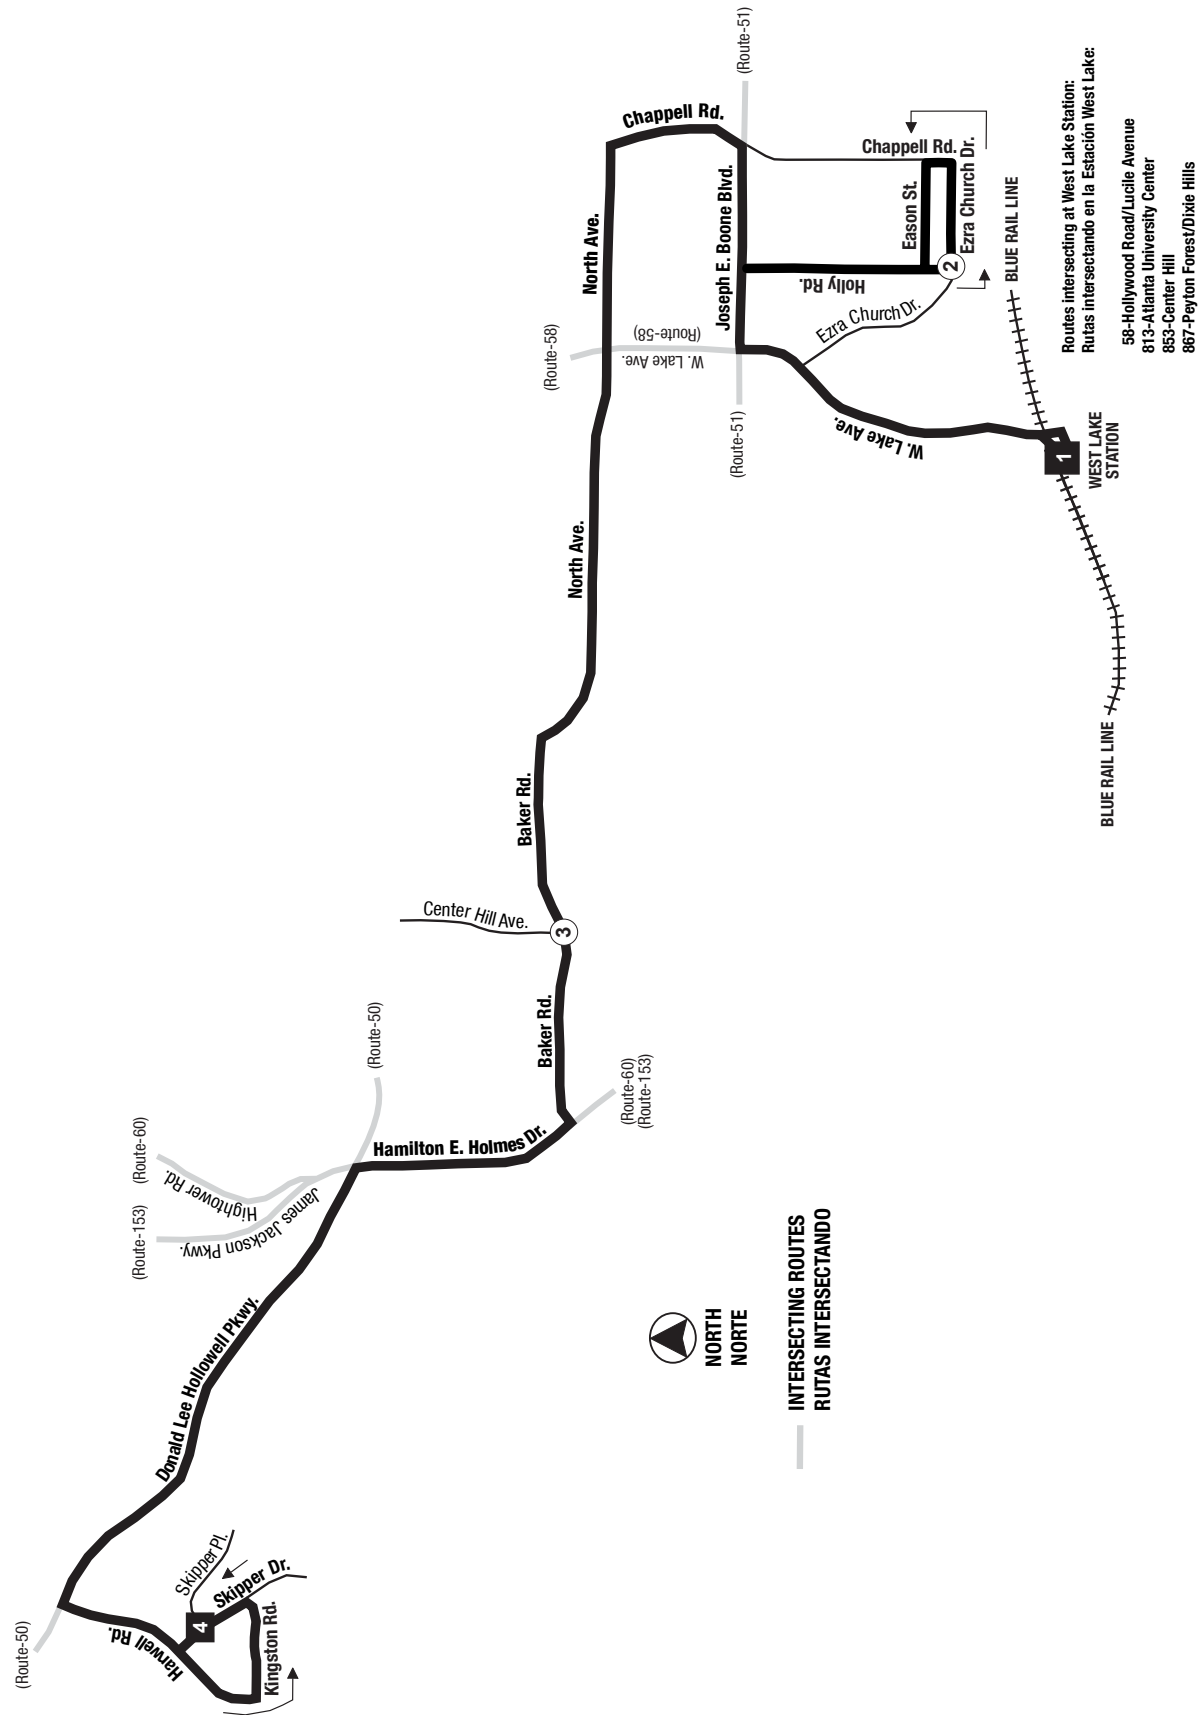 (Route-50)
Harwell Rd.
Kingston Rd.
4
Skipper Dr.
Skipper Pl.
Donald Lee Hollowell Pkwy.
(Route-153)
James Jackson Pkwy.
(Route-60)
Hightower Rd.
(Route-50)
Hamilton E. Holmes Dr.
(Route-60)
(Route-153)
Baker Rd.
3
Center Hill Ave.
Baker Rd.
North Ave.
North Ave.
(Route-58)
W. Lake Ave.
(Route-58)
Chappell Rd.
(Route-51)
Joseph E. Boone Blvd.
(Route-51)
Holly Rd.
Eason St.
Chappell Rd.
Ezra Church Dr.
2
Ezra Church Dr.
W. Lake Ave.
1
WEST LAKE
STATION
BLUE RAIL LINE
BLUE RAIL LINE
NORTH
NORTE
INTERSECTING ROUTES
RUTAS INTERSECTANDO
Routes intersecting at West Lake Station:
Rutas intersectando en la Estación West Lake:
58-Hollywood Road/Lucile Avenue
813-Atlanta University Center
853-Center Hill
867-Peyton Forest/Dixie Hills